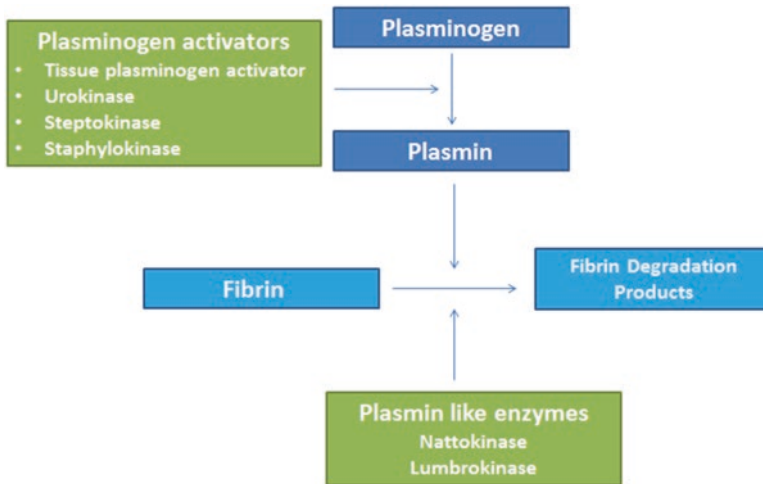 Plasminogen activators
• Tissue plasminogen activator
• Urokinase
• Steptokinase
• Staphylokinase
Plasminogen
Plasmin
Fibrin
Fibrin Degradation
Products
Plasmin like enzymes
Nattokinase
Lumbrokinase